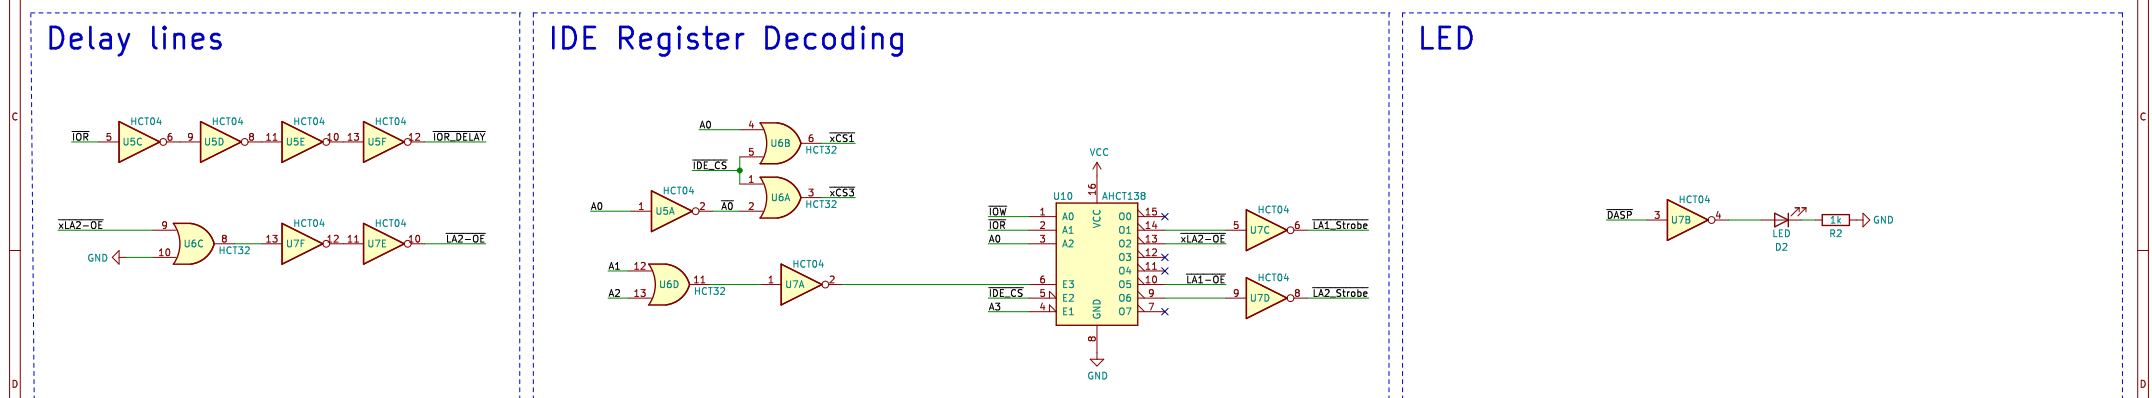 Delay lines
IDE Register Decoding
LED
C
C
HCT04
HCT04
HCT04
HCT04
IOR
5
U5C
6
9
U5D
8
11
U5E
10
13
U5F
12
IOR_DELAY
xLA2-OE
9
10
GND
U6C
8
HCT32
HCT04
13
U7F
12
HCT04
11
U7E
10
LA2-OE
A0
4
5
U6B
6
HCT32
xCS1
IDE_CS
A0
1
HCT04
U5A
2
A0
1
2
U6A
3
HCT32
xCS3
A1
12
A2
13
U6D
11
HCT32
1
HCT04
U7A
2
VCC
U10
AHCT138
16
VCC
IOW
1
A0
IOR
2
A1
A0
3
A2
6
E3
IDE_CS
5
E2
A3
4
E1
GND
8
GND
O0
15
O1
14
O2
13
xLA2-OE
O3
12
O4
11
O5
10
LA1-OE
O6
9
O7
7
HCT04
5
U7C
6
LA1_Strobe
HCT04
9
U7D
8
LA2_Strobe
DASP
3
HCT04
U7B
4
LED
D2
1k
R2
GND
D
D